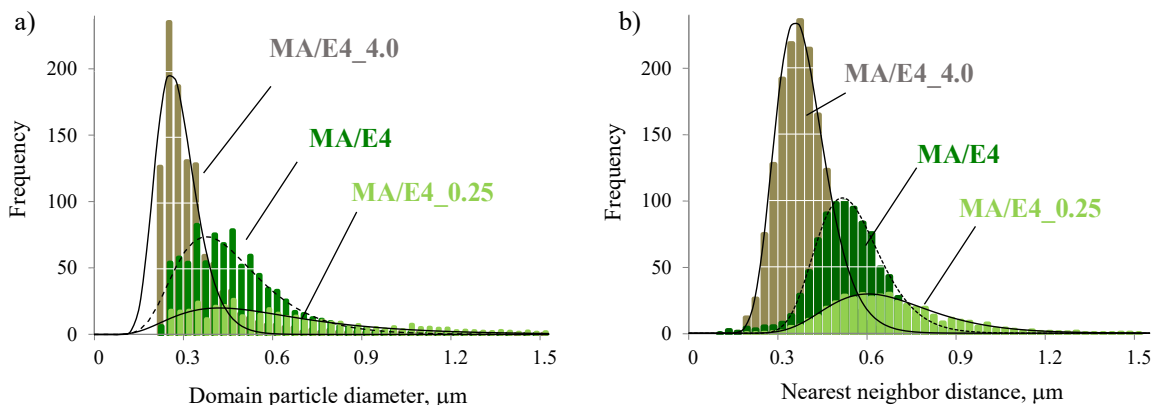 a)
MA/E4_4.0
MA/E4
MA/E4_0.25
Frequency
200
150
100
50
0
0
0.3
0.6
0.9
1.2
1.5
Domain particle diameter, μm
b)
MA/E4_4.0
MA/E4
MA/E4_0.25
Frequency
200
150
100
50
0
0
0.3
0.6
0.9
1.2
1.5
Nearest neighbor distance, μm